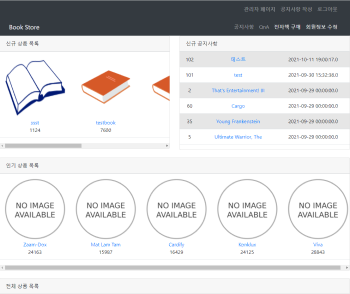 관리자 페이지 공지사항 작성 로그아웃
Book Store
공지사항 QnA 전자책 구매 회원정보 수정
신규 상품 목록
신규 공지사항
102 테스트 2021-10-11 19:00:17.0
101 test 2021-09-30 15:32:36.0
2 That's Entertainment! III 2021-09-29 00:00:00.0
60 Cargo 2021-09-29 00:00:00.0
35 Young Frankenstein 2021-09-29 00:00:00.0
5 Ultimate Warrior, The 2021-09-29 00:00:00.0
testbook
1124
7600
인기 상품 목록
NO IMAGE AVAILABLE
NO IMAGE AVAILABLE
NO IMAGE AVAILABLE
NO IMAGE AVAILABLE
NO IMAGE AVAILABLE
Zaam-Dox
Mat Lam Tam
Cardify
Konklux
Viva
24163
15987
16429
24125
28843
전체 상품 목록